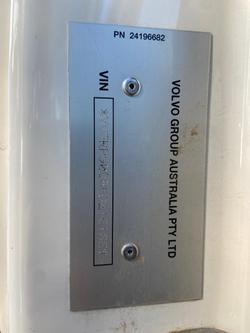 PN 24196682
VOLVO GROUP AUSTRALIA PTY LTD
VIN